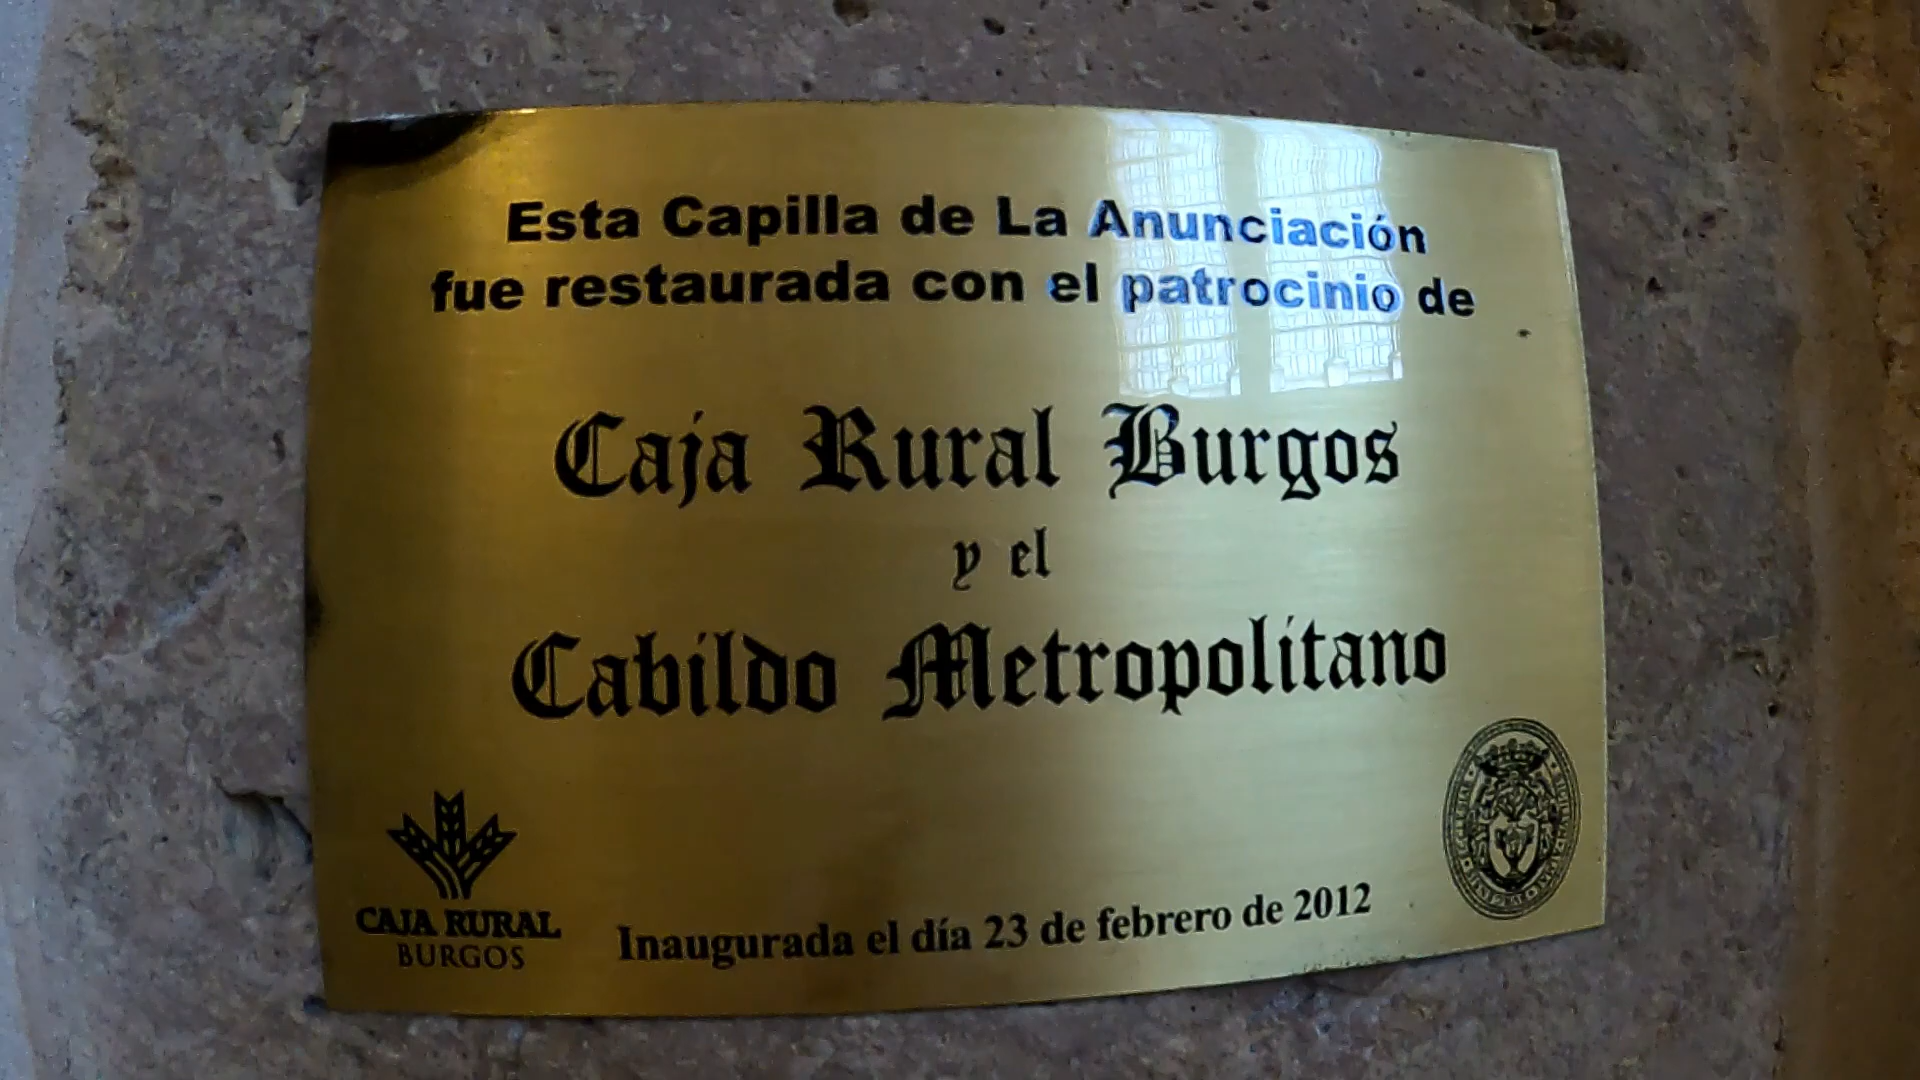 Esta Capilla de La Anunciación
fue restaurada con el patrocinio de
Caja Rural Burgos
y el
Cabildo Metropolitano
CAJA RURAL
BURGOS
Inaugurada el día 23 de febrero de 2012